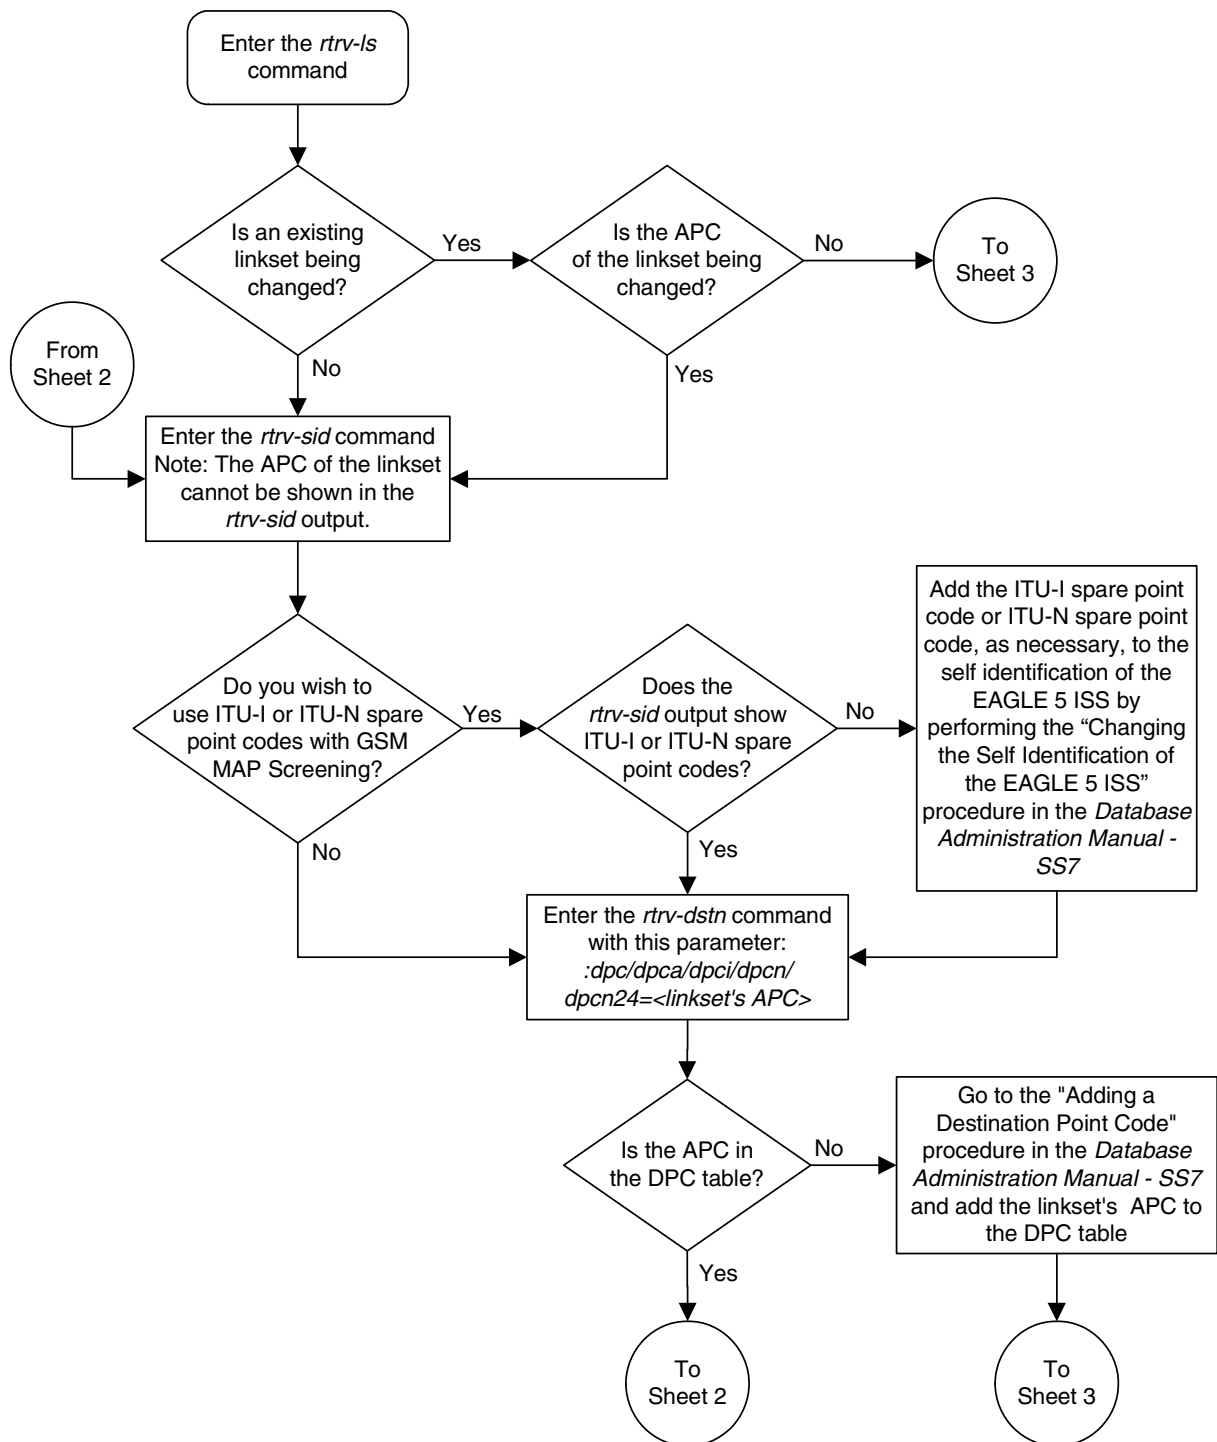 Enter the rtrv-ls
command
Is an existing
linkset being
changed?
Yes
Is the APC
of the linkset being
changed?
No
To
Sheet 3
From
Sheet 2
No
Yes
Enter the rtrv-sid command
Note: The APC of the linkset
cannot be shown in the
rtrv-sid output.
Do you wish to
use ITU-I or ITU-N spare
point codes with GSM
MAP Screening?
Yes
Does the
rtrv-sid output show
ITU-I or ITU-N spare
point codes?
No
Add the ITU-I spare point
code or ITU-N spare point
code, as necessary, to the
self identification of the
EAGLE 5 ISS by
performing the “Changing
the Self Identification of
the EAGLE 5 ISS”
procedure in the Database
Administration Manual -
SS7
No
Yes
Enter the rtrv-dstn command
with this parameter:
:dpc/dpca/dpci/dpcn/
dpcn24=<linkset's APC>
Is the APC in
the DPC table?
No
Go to the "Adding a
Destination Point Code"
procedure in the Database
Administration Manual - SS7
and add the linkset's APC to
the DPC table
Yes
To
Sheet 2
To
Sheet 3